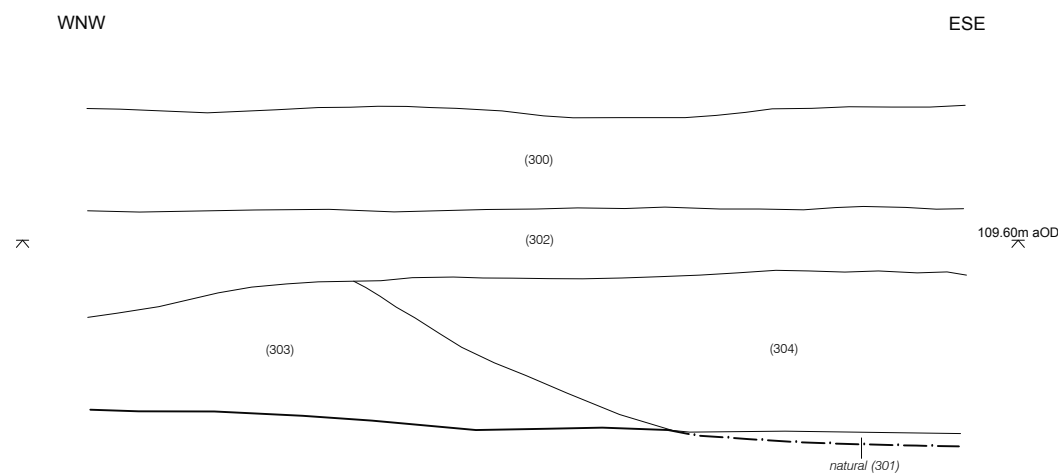 WNW
ESE
(300)
(302)
109.60m aOD
(303)
(304)
natural (301)